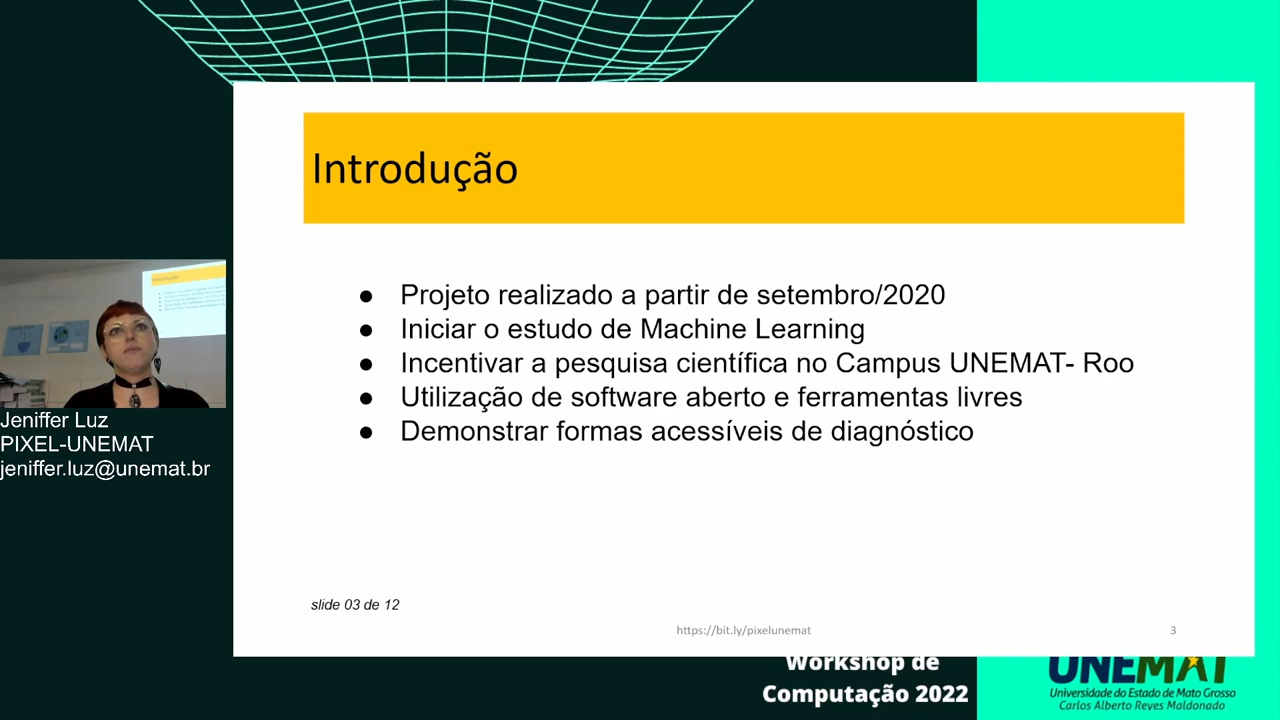 Introdução
● Projeto realizado a partir de setembro/2020
● Iniciar o estudo de Machine Learning
● Incentivar a pesquisa científica no Campus UNEMAT- Roo
● Utilização de software aberto e ferramentas livres
● Demonstrar formas acessíveis de diagnóstico
slide 03 de 12
https://bit.ly/pixelunemat
3
Jeniffer Luz
PIXEL-UNEMAT
jeniffer.luz@unemat.br
Workshop de
Computação 2022
UNEMAT
Universidade do Estado de Mato Grosso
Carlos Alberto Reyes Maldonado